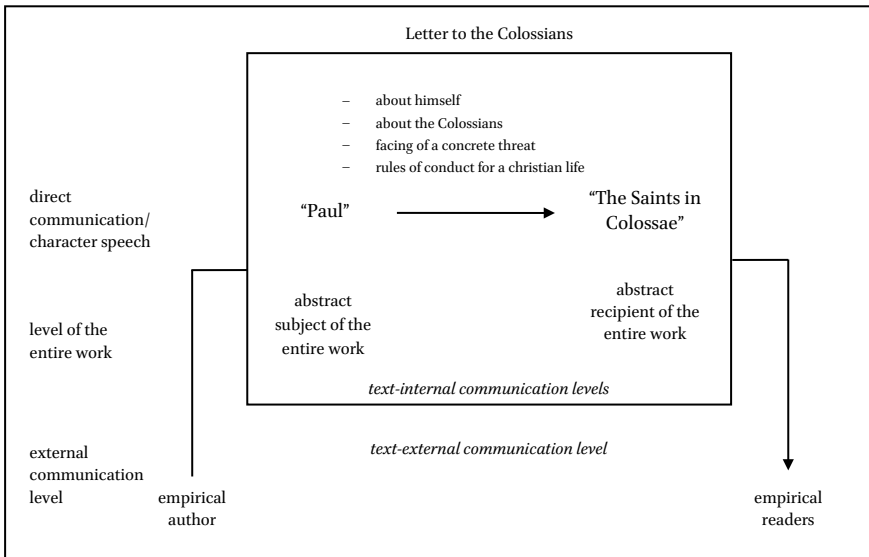 Letter to the Colossians
– about himself
– about the Colossians
– facing of a concrete threat
– rules of conduct for a christian life
direct
communication/
character speech
“Paul”
“The Saints in
Colossae”
level of the
entire work
abstract
subject of the
entire work
abstract
recipient of the
entire work
text-internal communication levels
text-external communication level
external
communication
level
empirical
author
empirical
readers